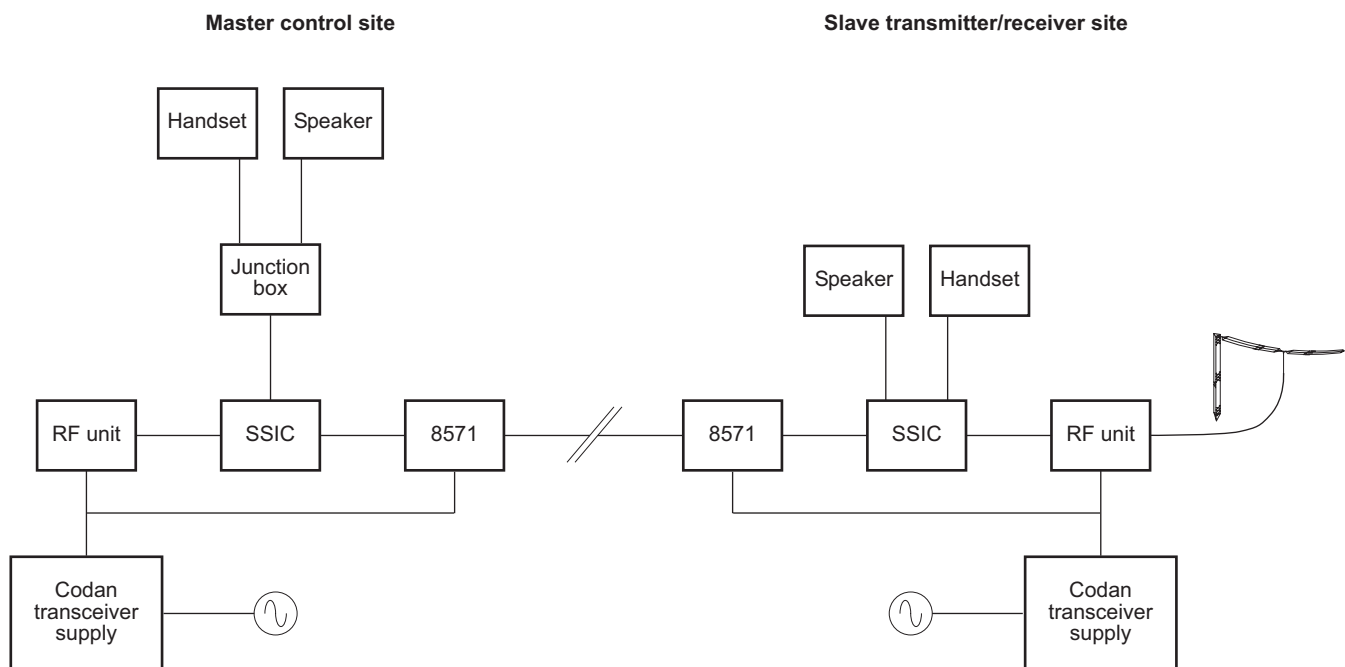 Master control site
Slave transmitter/receiver site
Handset
Speaker
Junction
box
Speaker
Handset
RF unit
SSIC
8571
8571
SSIC
RF unit
Codan
transceiver
supply
Codan
transceiver
supply